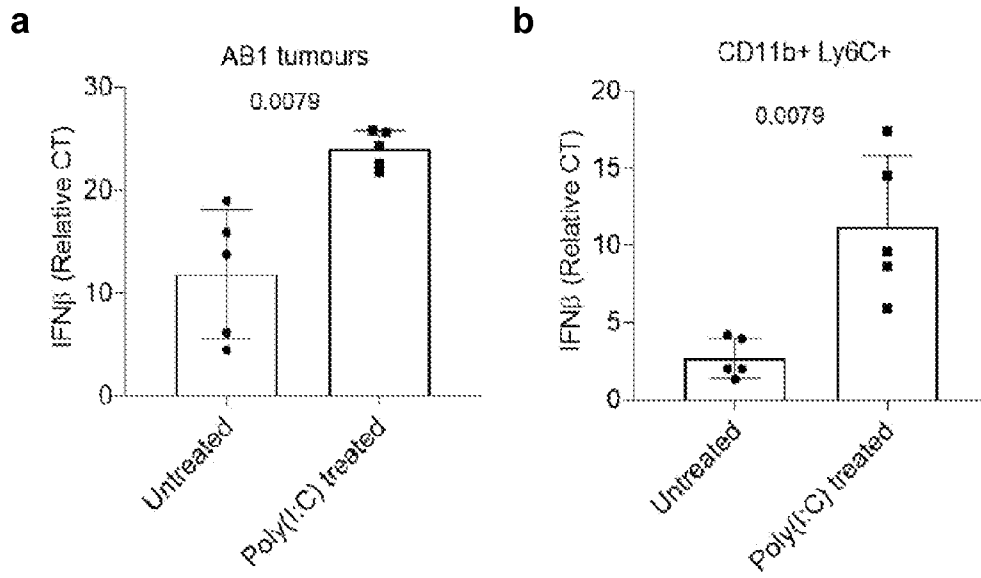 a
AB1 tumours
0.0079
IFNβ (Relative CT)
30
20
10
0
Untreated
Poly(I:C) treated
b
CD11b+ Ly6C+
0.0079
IFNβ (Relative CT)
20
15
10
5
0
Untreated
Poly(I:C) treated